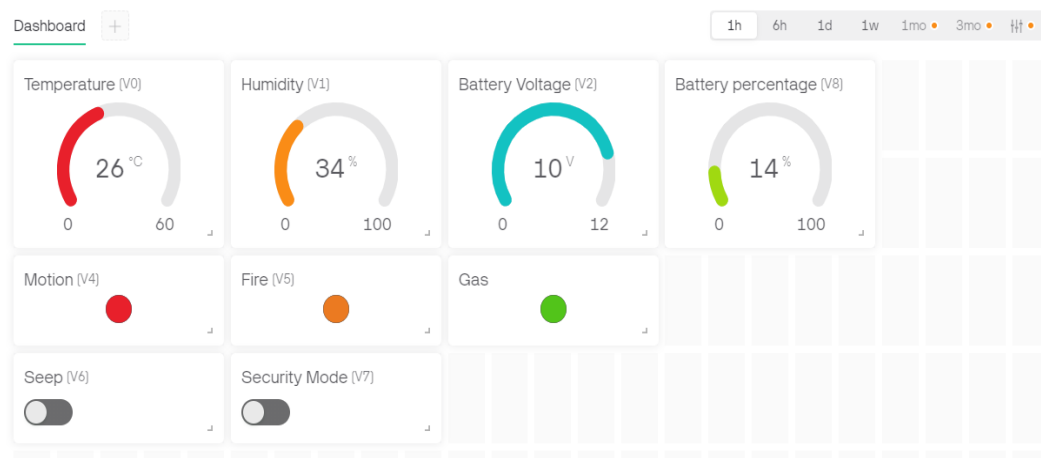 Dashboard +
1h 6h 1d 1w 1mo 3mo
Temperature (V0) Humidity (V1) Battery Voltage (V2) Battery percentage (V8)
26 °C 34 % 10 V 14 %
0 60 0 100 0 12 0 100
Motion (V4) Fire (V5) Gas
Seep (V6) Security Mode (V7)